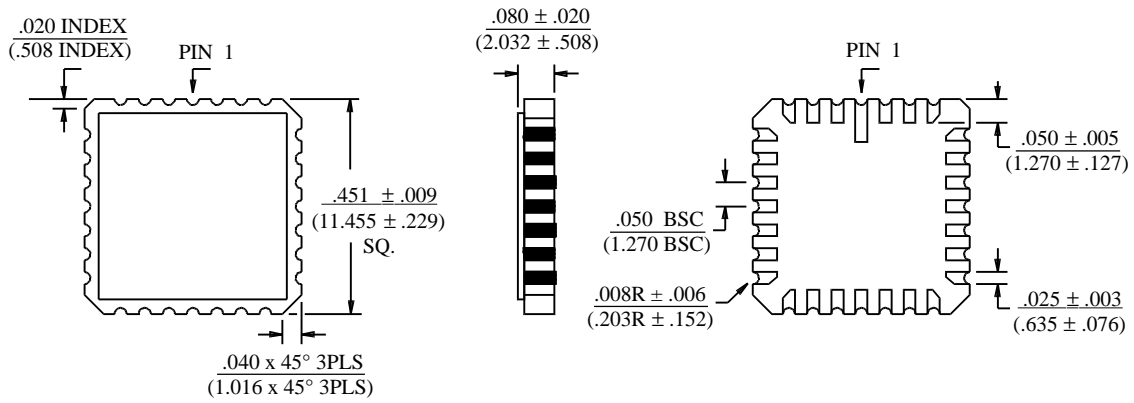 .020 INDEX
(.508 INDEX)
PIN 1
.451 ± .009
(11.455 ± .229)
SQ.
.040 x 45° 3PLS
(1.016 x 45° 3PLS)
.080 ± .020
(2.032 ± .508)
PIN 1
.050 ± .005
(1.270 ± .127)
.050 BSC
(1.270 BSC)
.008R ± .006
(.203R ± .152)
.025 ± .003
(.635 ± .076)